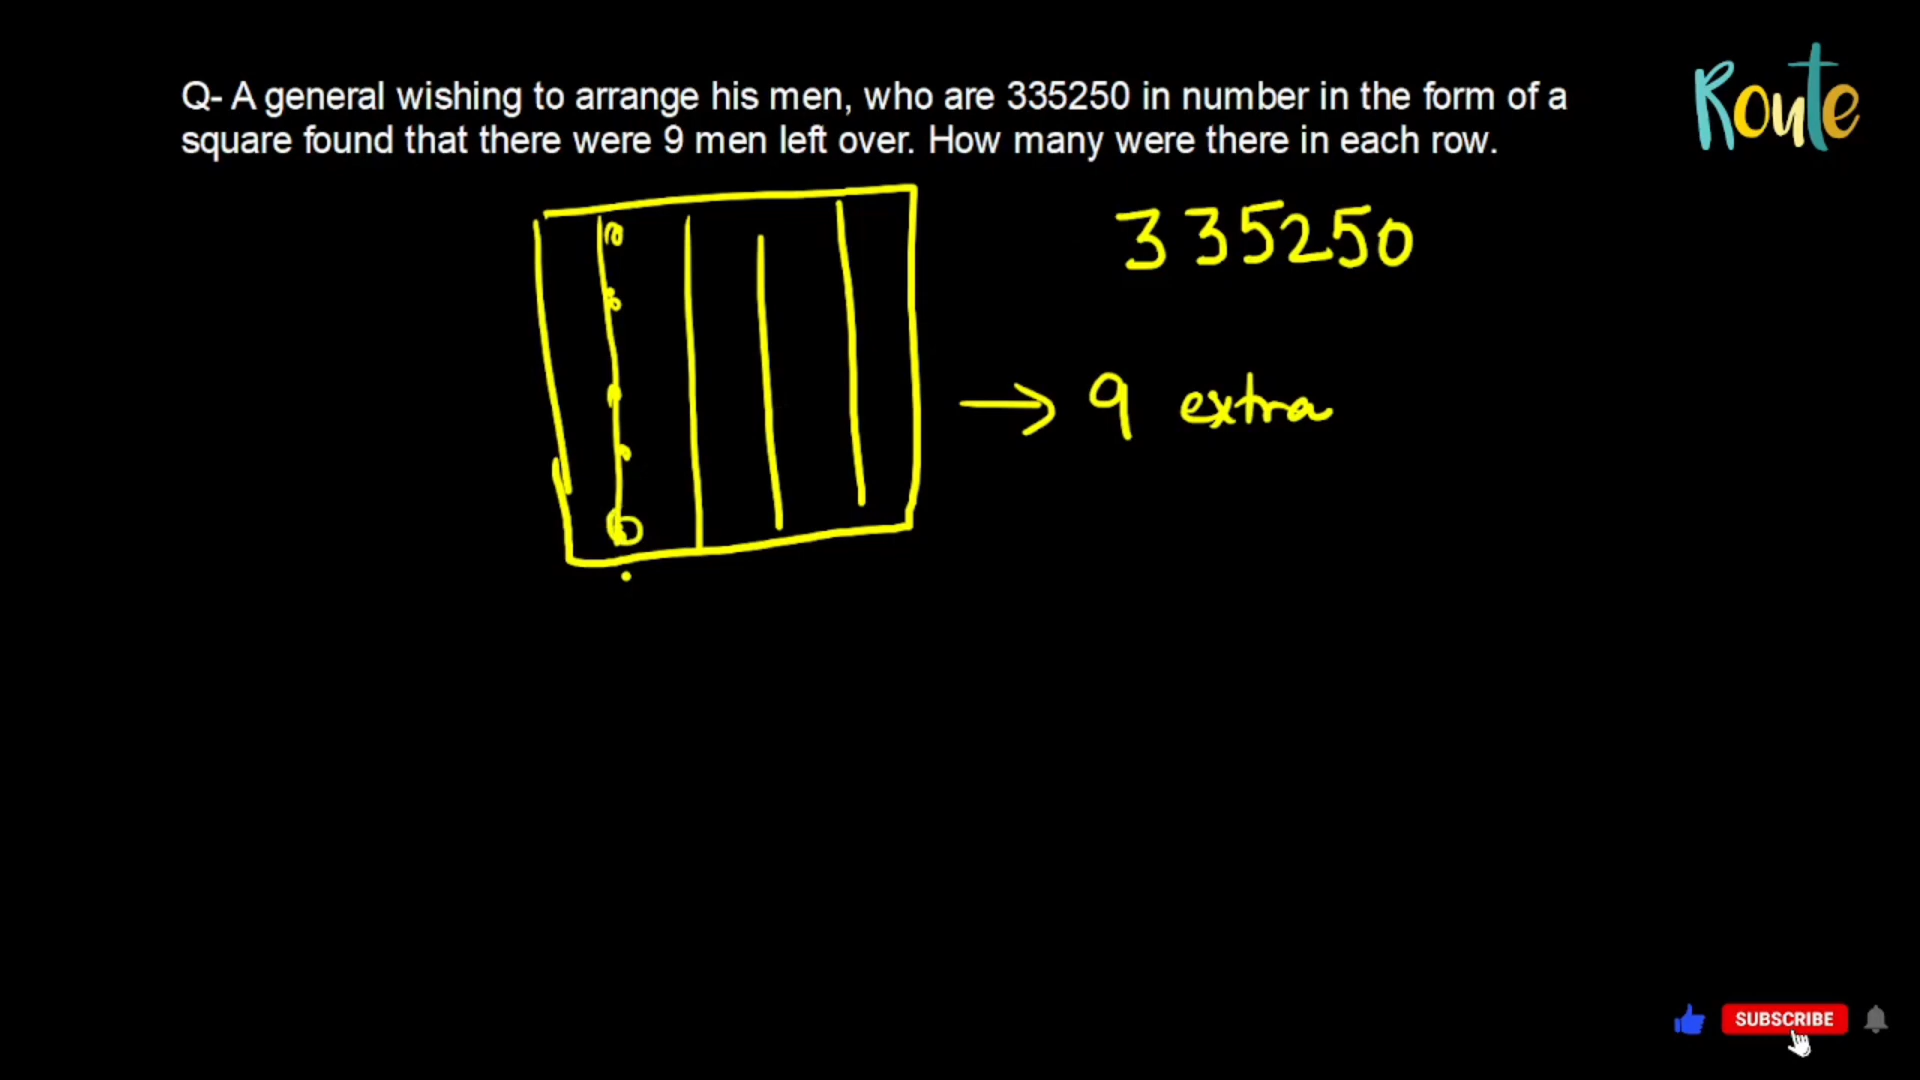 Q- A general wishing to arrange his men, who are 335250 in number in the form of a
square found that there were 9 men left over. How many were there in each row.
Route
335250
→ 9 extra
SUBSCRIBE